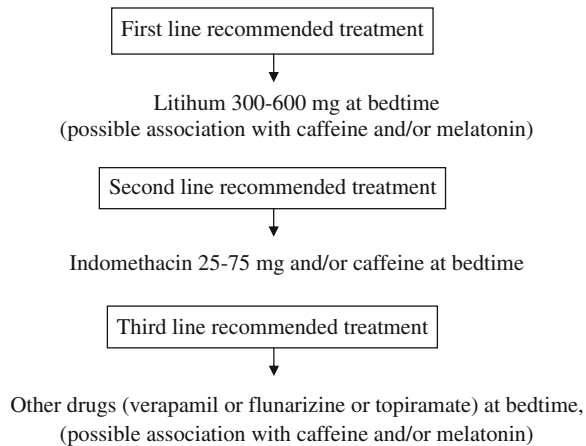 First line recommended treatment
Litihum 300-600 mg at bedtime
(possible association with caffeine and/or melatonin)
Second line recommended treatment
Indomethacin 25-75 mg and/or caffeine at bedtime
Third line recommended treatment
Other drugs (verapamil or flunarizine or topiramate) at bedtime,
(possible association with caffeine and/or melatonin)